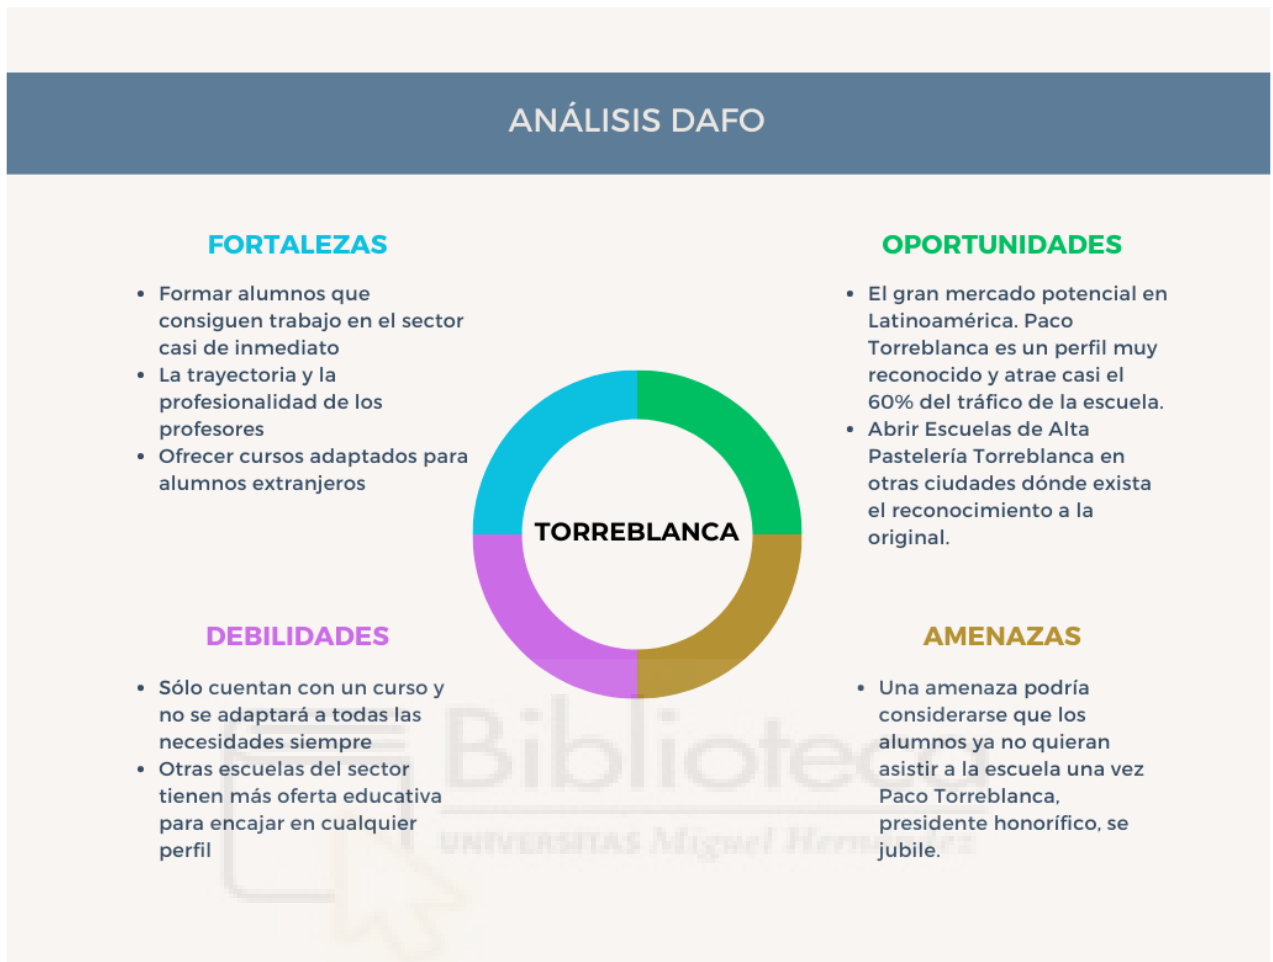 ANÁLISIS DAFO
FORTALEZAS
• Formar alumnos que
consiguen trabajo en el sector
casi de inmediato
• La trayectoria y la
profesionalidad de los
profesores
• Ofrecer cursos adaptados para
alumnos extranjeros
OPORTUNIDADES
• El gran mercado potencial en
Latinoamérica. Paco
Torreblanca es un perfil muy
reconocido y atrae casi el
60% del tráfico de la escuela.
• Abrir Escuelas de Alta
Pastelería Torreblanca en
otras ciudades dónde exista
el reconocimiento a la
original.
TORREBLANCA
DEBILIDADES
• Sólo cuentan con un curso y
no se adaptará a todas las
necesidades siempre
• Otras escuelas del sector
tienen más oferta educativa
para encajar en cualquier
perfil
AMENAZAS
• Una amenaza podría
considerarse que los
alumnos ya no quieran
asistir a la escuela una vez
Paco Torreblanca,
presidente honorífico, se
jubile.
Biblioteca
UNIVERSITAS Miguel Hernández